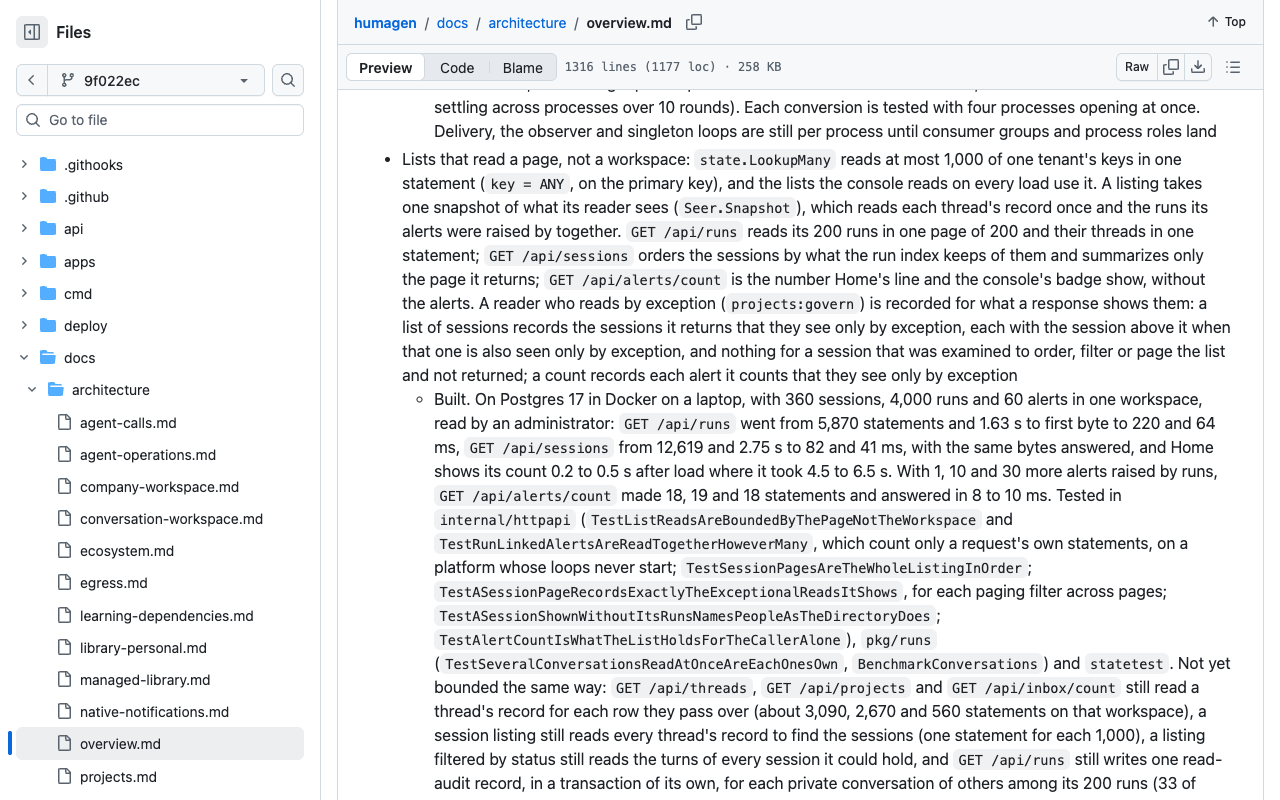 Files
humagen / docs / architecture / overview.md
Top
9f022ec
Go to file
Preview
Code
Blame
1316 lines (1177 loc) · 258 KB
Raw
.githooks
.github
api
apps
cmd
deploy
docs
architecture
agent-calls.md
agent-operations.md
company-workspace.md
conversation-workspace.md
ecosystem.md
egress.md
learning-dependencies.md
library-personal.md
managed-library.md
native-notifications.md
overview.md
projects.md
settling across processes over 10 rounds). Each conversion is tested with four processes opening at once.
Delivery, the observer and singleton loops are still per process until consumer groups and process roles land
• Lists that read a page, not a workspace: state.LookupMany reads at most 1,000 of one tenant's keys in one
statement ( key = ANY , on the primary key), and the lists the console reads on every load use it. A listing takes
one snapshot of what its reader sees ( Seer.Snapshot ), which reads each thread's record once and the runs its
alerts were raised by together. GET /api/runs reads its 200 runs in one page of 200 and their threads in one
statement; GET /api/sessions orders the sessions by what the run index keeps of them and summarizes only
the page it returns; GET /api/alerts/count is the number Home's line and the console's badge show, without
the alerts. A reader who reads by exception ( projects:govern ) is recorded for what a response shows them: a
list of sessions records the sessions it returns that they see only by exception, each with the session above it when
that one is also seen only by exception, and nothing for a session that was examined to order, filter or page the list
and not returned; a count records each alert it counts that they see only by exception
◦ Built. On Postgres 17 in Docker on a laptop, with 360 sessions, 4,000 runs and 60 alerts in one workspace,
read by an administrator: GET /api/runs went from 5,870 statements and 1.63 s to first byte to 220 and 64
ms, GET /api/sessions from 12,619 and 2.75 s to 82 and 41 ms, with the same bytes answered, and Home
shows its count 0.2 to 0.5 s after load where it took 4.5 to 6.5 s. With 1, 10 and 30 more alerts raised by runs,
GET /api/alerts/count made 18, 19 and 18 statements and answered in 8 to 10 ms. Tested in
internal/httpapi ( TestListReadsAreBoundedByThePageNotTheWorkspace and
TestRunLinkedAlertsAreReadTogetherHoweverMany , which count only a request's own statements, on a
platform whose loops never start; TestSessionPagesAreTheWholeListingInOrder ;
TestASessionPageRecordsExactlyTheExceptionalReadsItShows , for each paging filter across pages;
TestASessionShownWithoutItsRunsNamesPeopleAsTheDirectoryDoes ;
TestAlertCountIsWhatTheListHoldsForTheCallerAlone ), pkg/runs
( TestSeveralConversationsReadAtOnceAreEachOnesOwn , BenchmarkConversations ) and statetest . Not yet
bounded the same way: GET /api/threads , GET /api/projects and GET /api/inbox/count still read a
thread's record for each row they pass over (about 3,090, 2,670 and 560 statements on that workspace), a
session listing still reads every thread's record to find the sessions (one statement for each 1,000), a listing
filtered by status still reads the turns of every session it could hold, and GET /api/runs still writes one read-
audit record, in a transaction of its own, for each private conversation of others among its 200 runs (33 of